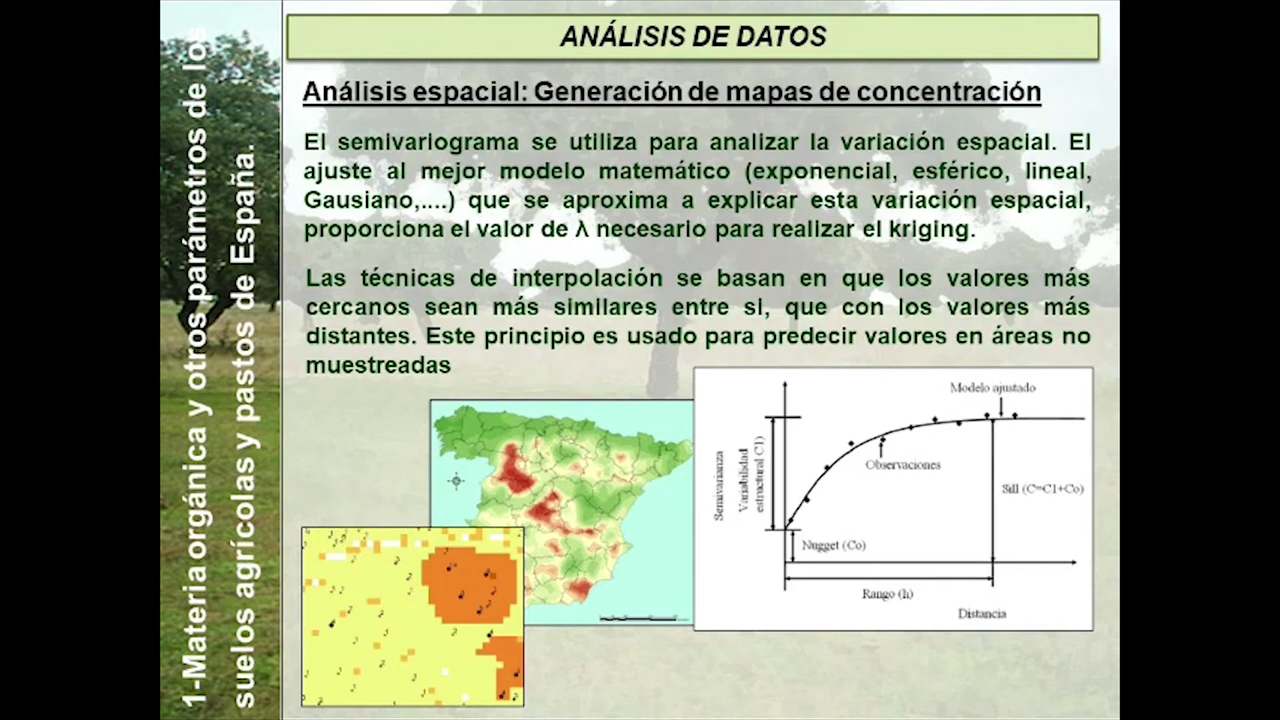 1-Materia orgánica y otros parámetros de los
suelos agrícolas y pastos de España.
ANÁLISIS DE DATOS
Análisis espacial: Generación de mapas de concentración
El semivariograma se utiliza para analizar la variación espacial. El
ajuste al mejor modelo matemático (exponencial, esférico, lineal,
Gausiano,....) que se aproxima a explicar esta variación espacial,
proporciona el valor de λ necesario para realizar el kriging.
Las técnicas de interpolación se basan en que los valores más
cercanos sean más similares entre si, que con los valores más
distantes. Este principio es usado para predecir valores en áreas no
muestreadas
Modelo ajustado
Observaciones
Semivarianza
Variabilidad
estructural C1)
Sill (C=C1+Co)
Nugget (Co)
Rango (h)
Distancia